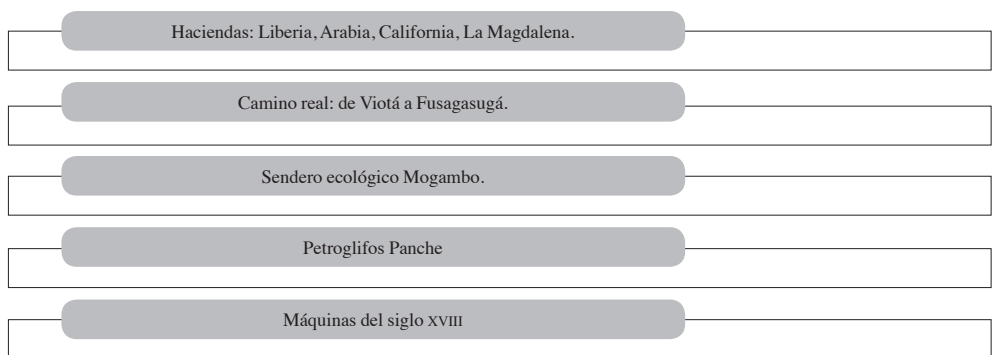 Haciendas: Liberia, Arabia, California, La Magdalena.
Camino real: de Viotá a Fusagasugá.
Sendero ecológico Mogambo.
Petroglifos Panche
Máquinas del siglo XVIII